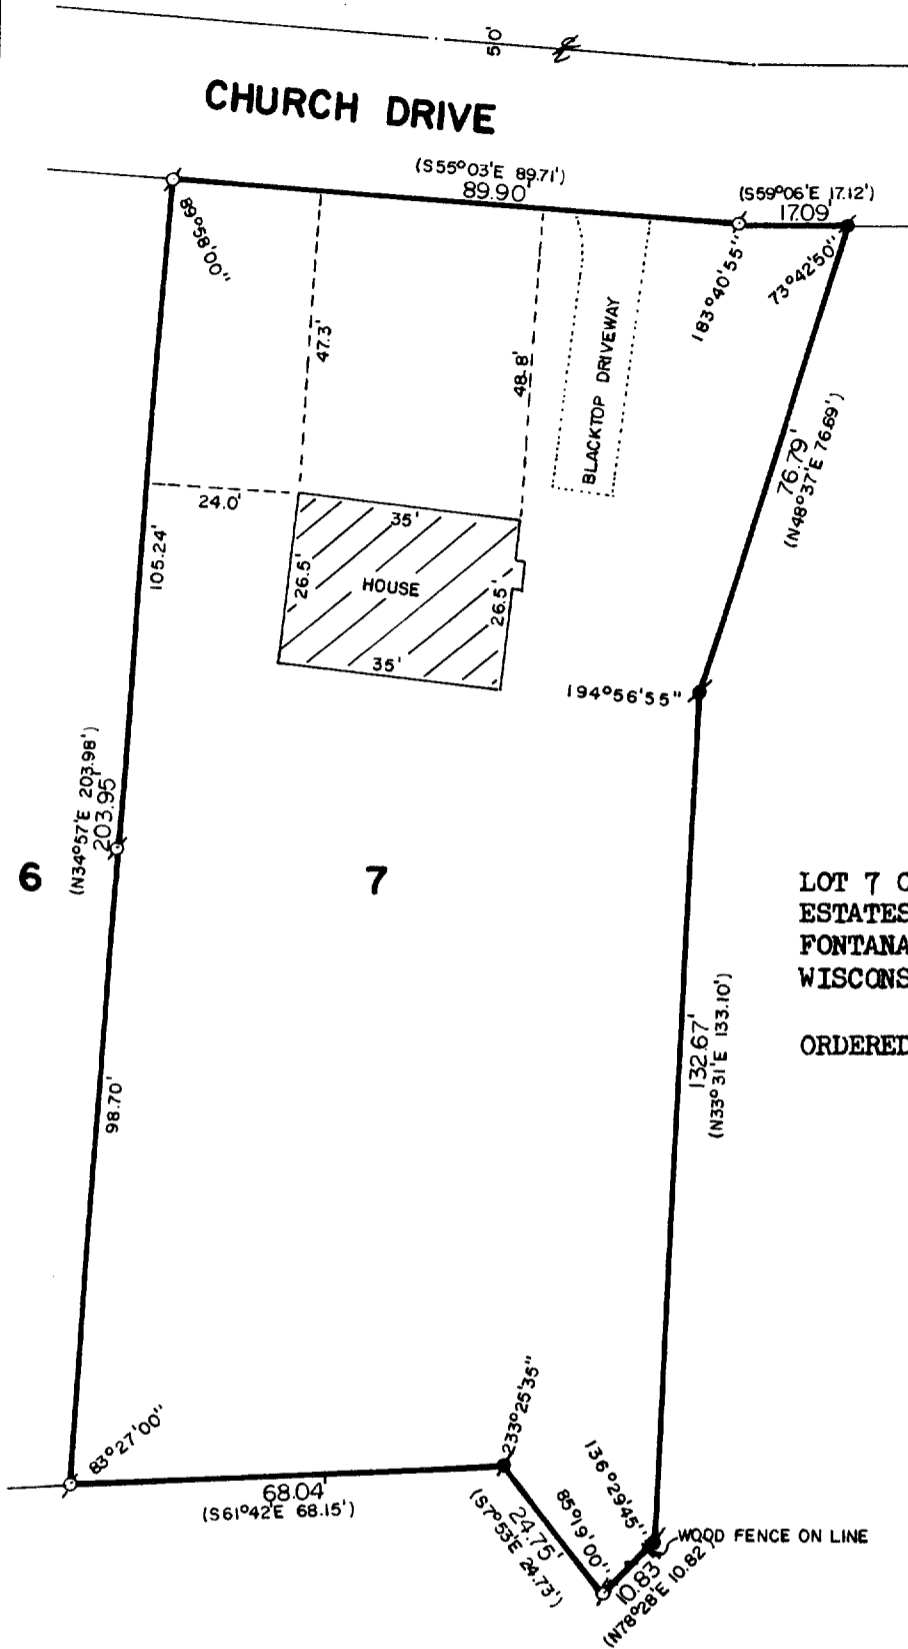 50'
CHURCH DRIVE
(S55°03'E 89.71')
89.90'
(S59°06'E 17.12')
17.09'
89°58'00"
183°40'55"
73°42'50"
47.3'
48.8'
BLACKTOP DRIVEWAY
76.79'
(N48°37'E 76.69')
24.0'
35'
105.24'
26.5'
HOUSE
26.5'
35'
194°56'55"
(N34°57'E 203.98')
203.95'
6
7
LOT 7
ESTATES
FONTANA
WISCONS
ORDERED
132.67'
(N33°31'E 133.10')
98.70'
83°27'00"
233°25'35"
136°29'45"
85°19'00"
68.04'
(S61°42'E 68.15')
24.75'
(S7°53'E 24.73')
WOOD FENCE ON LINE
10.83'
(N78°28'E 10.82')